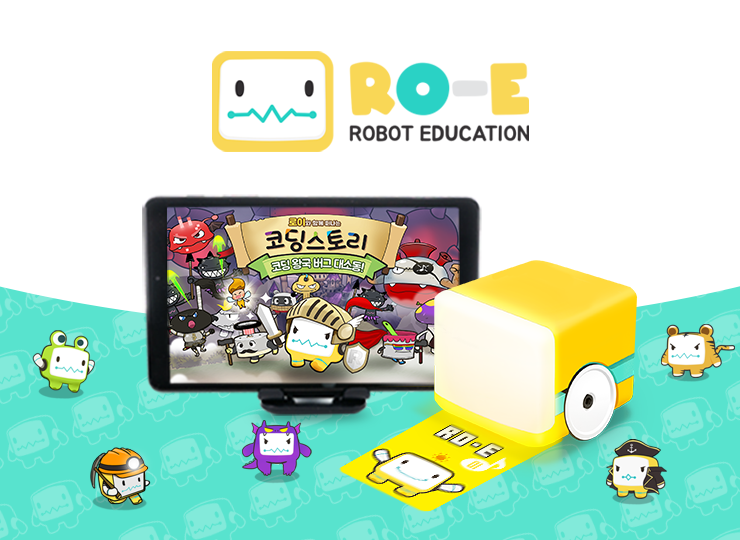 RO-E
ROBOT EDUCATION
로이와 함께 떠나는
코딩스토리
코딩 왕국 버그 대소동!
RO-E